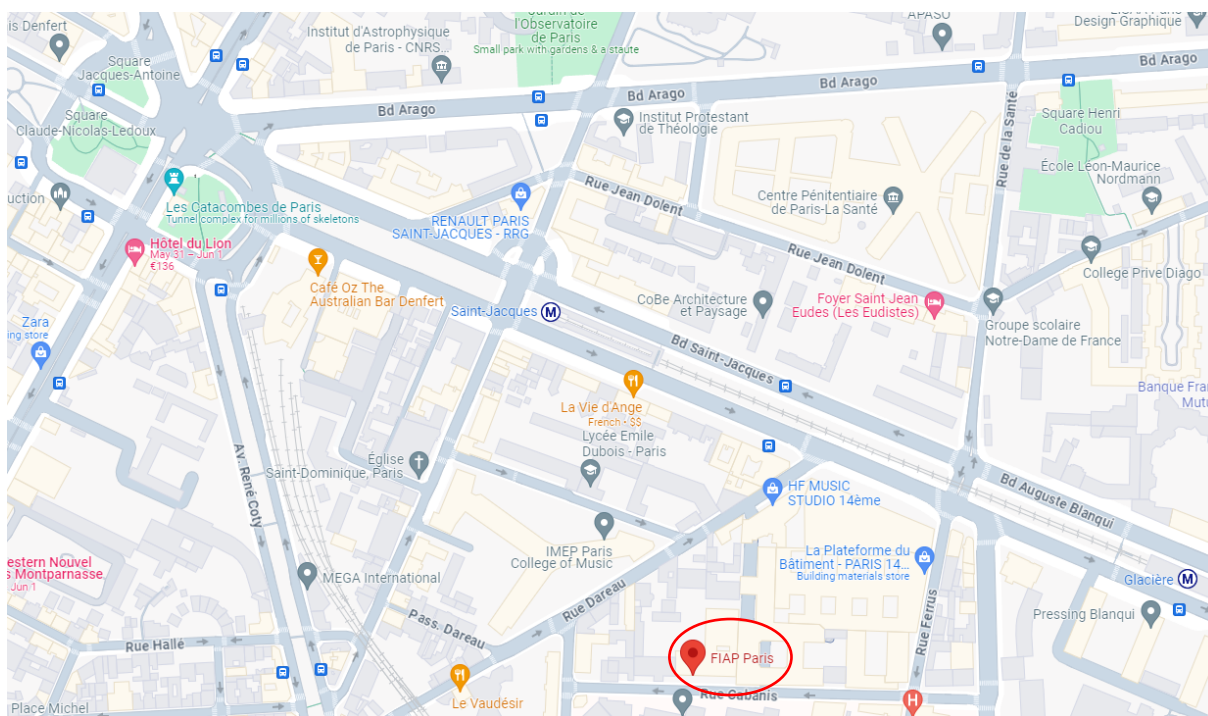 is Denfert
Institut d'Astrophysique
de Paris - CNRS...
l'Observatoire
de Paris
Small park with gardens & a staute
APASO
Design Graphique
Square
Jacques-Antoine
Bd Arago
Bd Arago
Bd Arago
Bd Arago
Square
Claude-Nicolas-Ledoux
Institut Protestant
de Théologie
Rue de la Santé
Square Henri
Cadiou
École Léon-Maurice
Nordmann
uction
Les Catacombes de Paris
Tunnel complex for millions of skeletons
RENAULT PARIS
SAINT-JACQUES - RRG
Rue Jean Dolent
Centre Pénitentiaire
de Paris-La Santé
Hôtel du Lion
May 31 – Jun 1
€136
Rue Jean Dolent
College Prive Diago
Café Oz The
Australian Bar Denfert
Saint-Jacques
M
CoBe Architecture
et Paysage
Foyer Saint Jean
Eudes (Les Eudistes)
Groupe scolaire
Notre-Dame de France
Zara
ing store
Bd Saint-Jacques
Banque Fra
Mutu
La Vie d'Ange
French - $$
Lycée Emile
Dubois - Paris
Av. René Coty
Église
Saint-Dominique, Paris
HF MUSIC
STUDIO 14ème
Bd Auguste Blanqui
IMEP Paris
College of Music
La Plateforme du
Bâtiment - PARIS 14...
Building materials store
estern Nouvel
s Montparnasse
Jun 1
MEGA International
Glacière
M
Rue Dareau
Pass. Dareau
Rue Ferrus
Pressing Blanqui
Rue Hallé
FIAP Paris
Rue Cabanis
H
Place Michel
Le Vaudésir